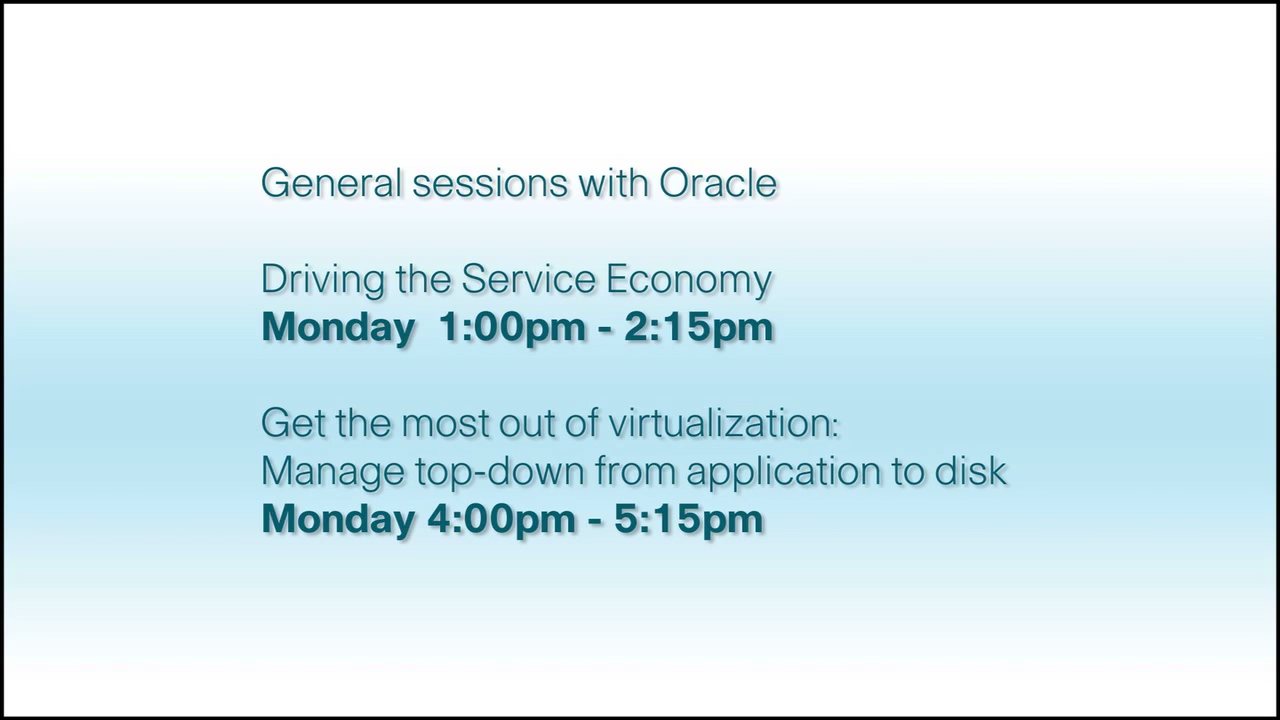 General sessions with Oracle
Driving the Service Economy
Monday  1:00pm - 2:15pm
Get the most out of virtualization:
Manage top-down from application to disk
Monday 4:00pm - 5:15pm